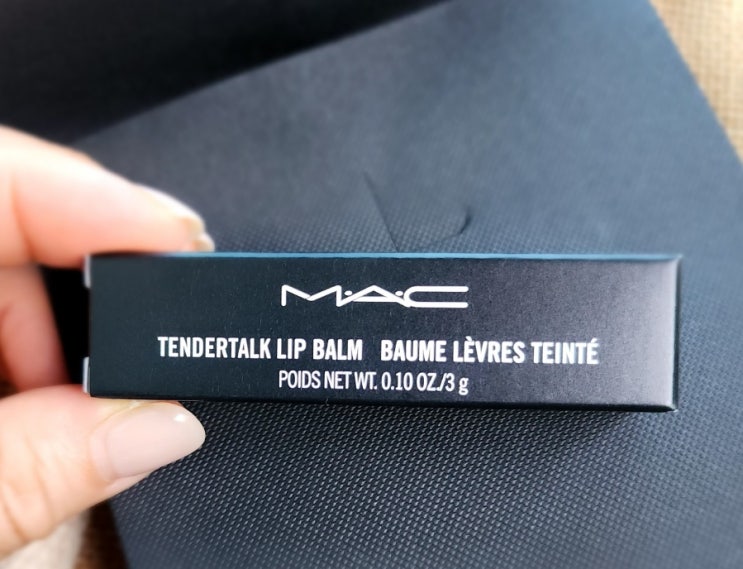 M·A·C
TENDERTALK LIP BALM BAUME LÈVRES TEINTÉ
POIDS NET WT. 0.10 OZ./3 g